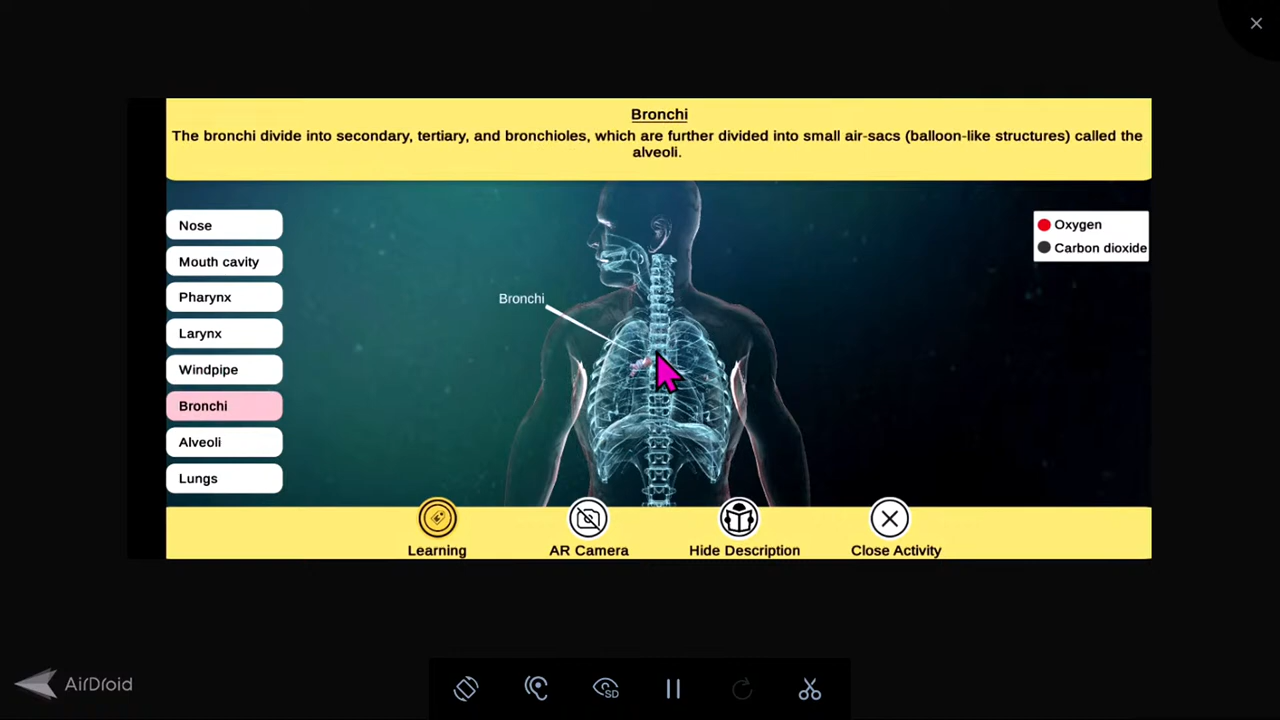 Bronchi
The bronchi divide into secondary, tertiary, and bronchioles, which are further divided into small air-sacs (balloon-like structures) called the
alveoli.
Nose
Mouth cavity
Pharynx
Larynx
Windpipe
Bronchi
Alveoli
Lungs
Bronchi
Oxygen
Carbon dioxide
Learning
AR Camera
Hide Description
Close Activity
AirDroid
SD